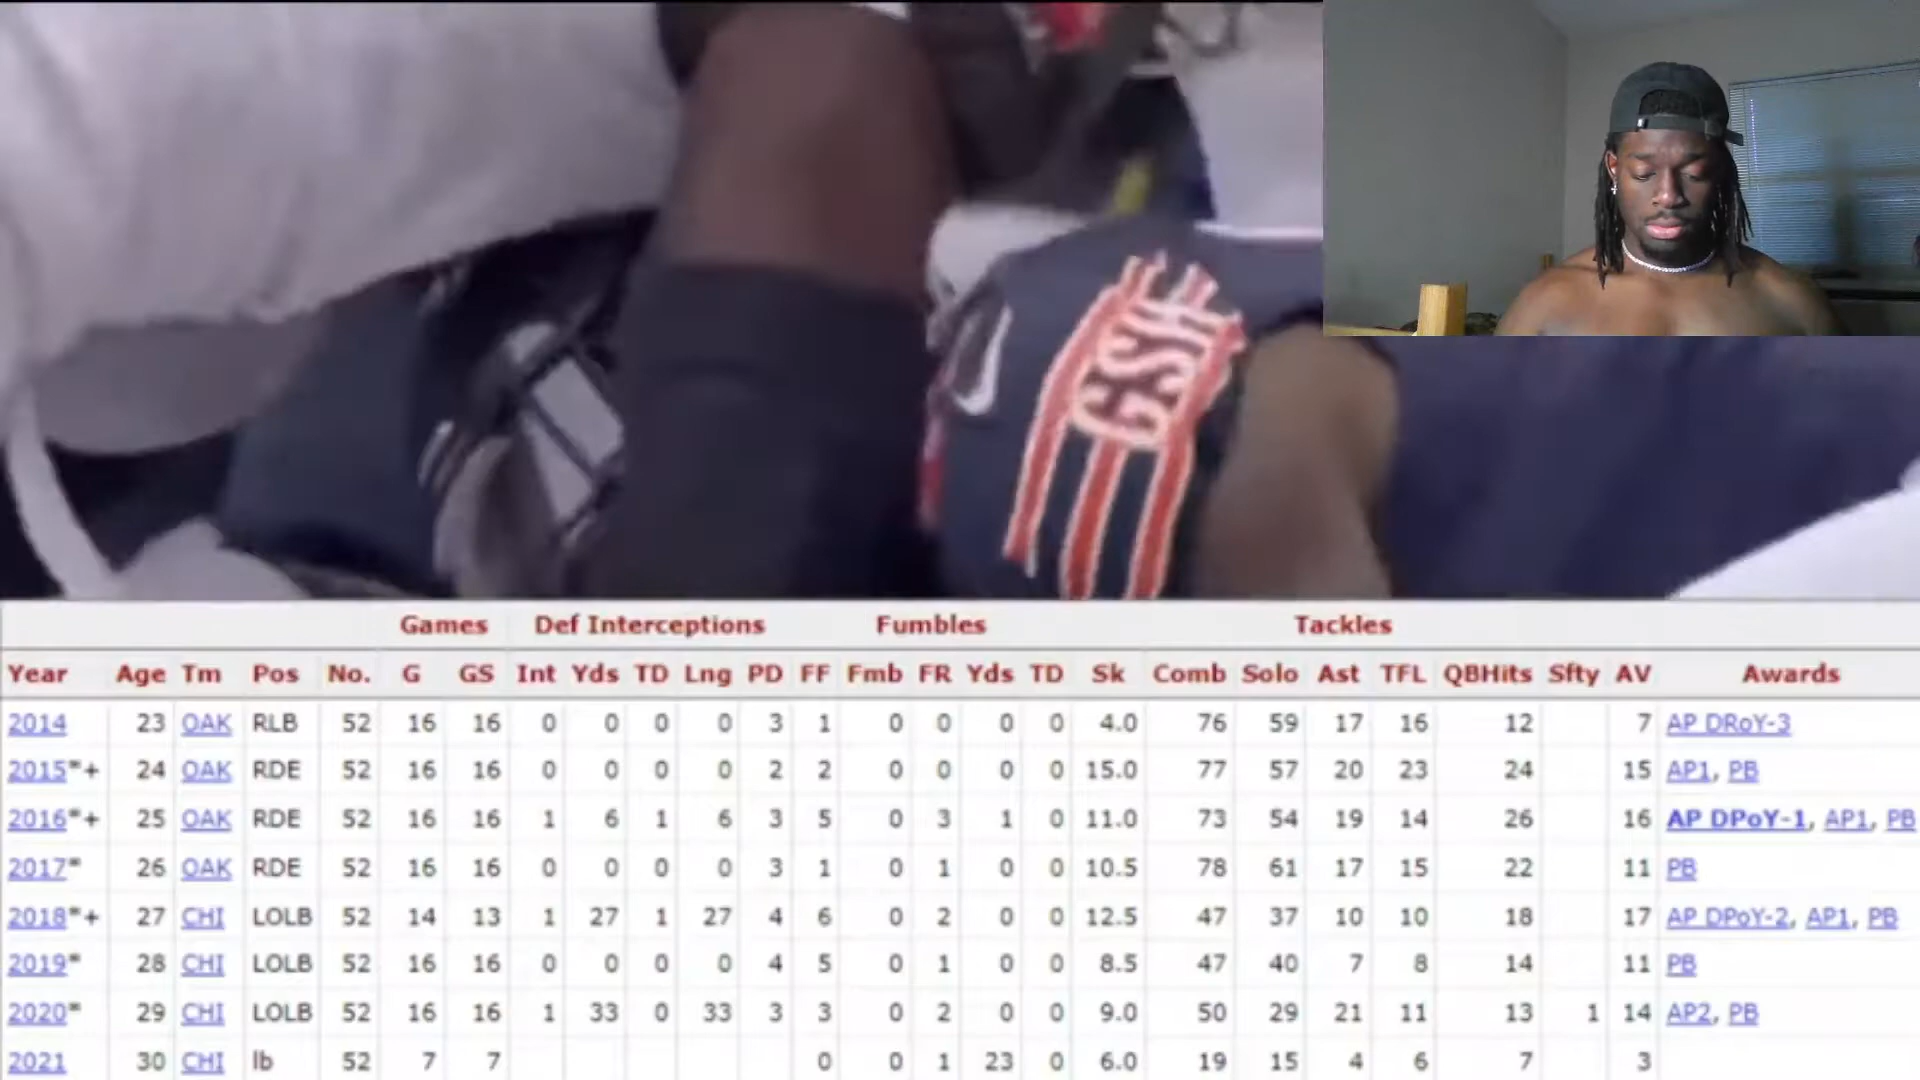 GSH
Games Def Interceptions Fumbles Tackles
Year Age Tm Pos No. G GS Int Yds TD Lng PD FF Fmb FR Yds TD Sk Comb Solo Ast TFL QBHits Sfty AV Awards
2014 23 OAK RLB 52 16 16 0 0 0 0 3 1 0 0 0 0 4.0 76 59 17 16 12 7 AP DRoY-3
2015*+ 24 OAK RDE 52 16 16 0 0 0 0 2 2 0 0 0 0 15.0 77 57 20 23 24 15 AP1, PB
2016*+ 25 OAK RDE 52 16 16 1 6 1 6 3 5 0 3 1 0 11.0 73 54 19 14 26 16 AP DPoY-1, AP1, PB
2017* 26 OAK RDE 52 16 16 0 0 0 0 3 1 0 1 0 0 10.5 78 61 17 15 22 11 PB
2018*+ 27 CHI LOLB 52 14 13 1 27 1 27 4 6 0 2 0 0 12.5 47 37 10 10 18 17 AP DPoY-2, AP1, PB
2019* 28 CHI LOLB 52 16 16 0 0 0 0 4 5 0 1 0 0 8.5 47 40 7 8 14 11 PB
2020* 29 CHI LOLB 52 16 16 1 33 0 33 3 3 0 2 0 0 9.0 50 29 21 11 13 1 14 AP2, PB
2021 30 CHI lb 52 7 7 0 0 1 23 0 6.0 19 15 4 6 7 3